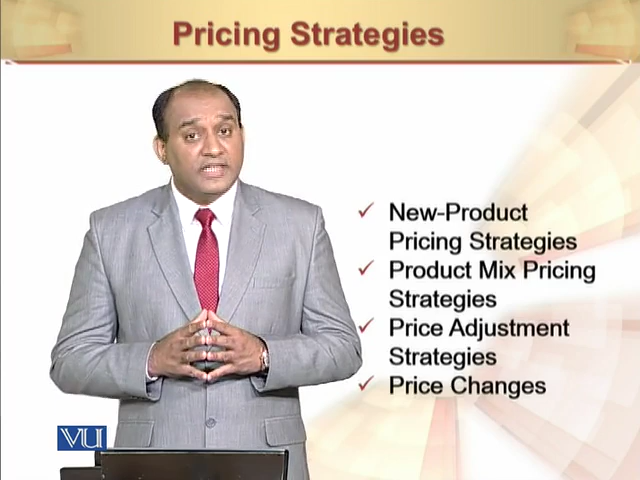 Pricing Strategies
New-Product
Pricing Strategies
Product Mix Pricing
Strategies
Price Adjustment
Strategies
Price Changes
VU